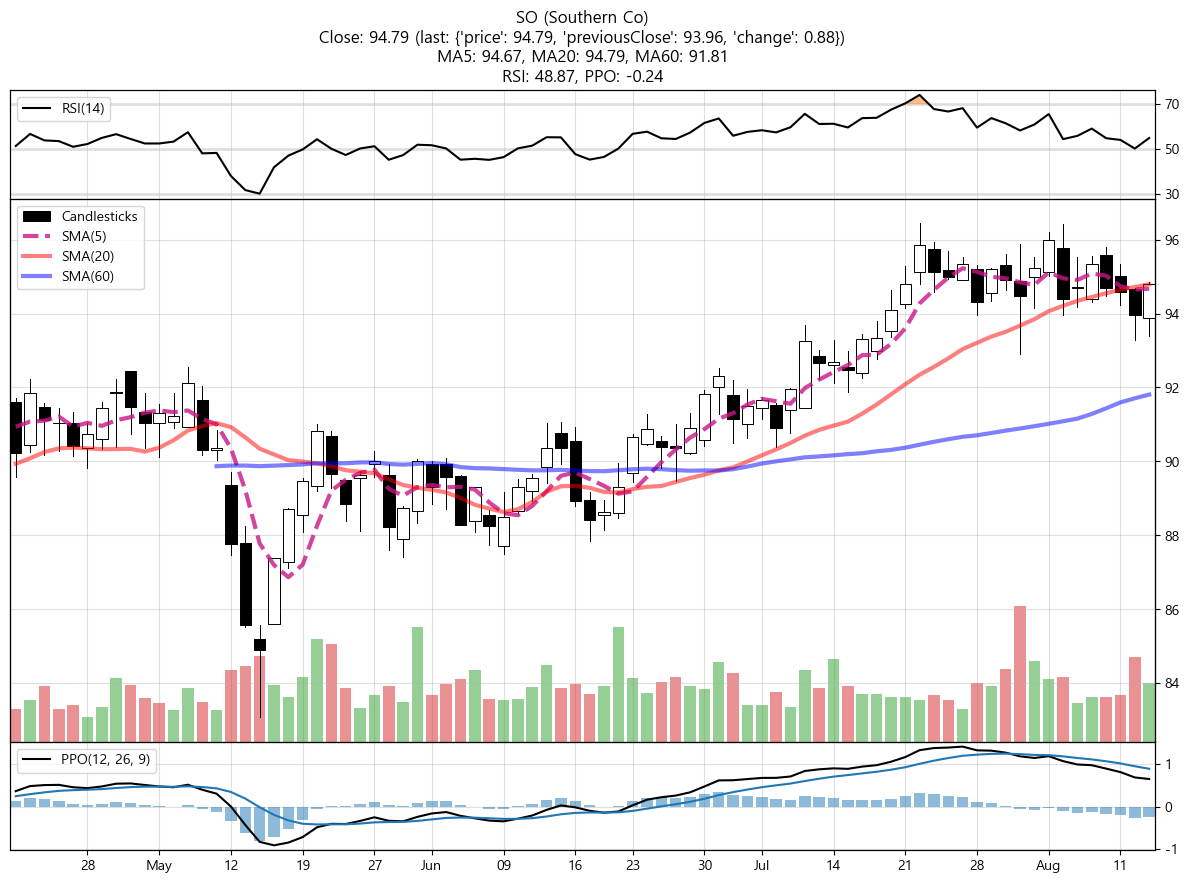 SO (Southern Co)
Close: 94.79 (last: {'price': 94.79, 'previousClose': 93.96, 'change': 0.88})
MA5: 94.67, MA20: 94.79, MA60: 91.81
RSI: 48.87, PPO: -0.24
RSI(14)
70
50
30
Candlesticks
SMA(5)
SMA(20)
SMA(60)
96
94
92
90
88
86
84
PPO(12, 26, 9)
1
0
-1
28 May 12 19 27 Jun 09 16 23 30 Jul 14 21 28 Aug 11